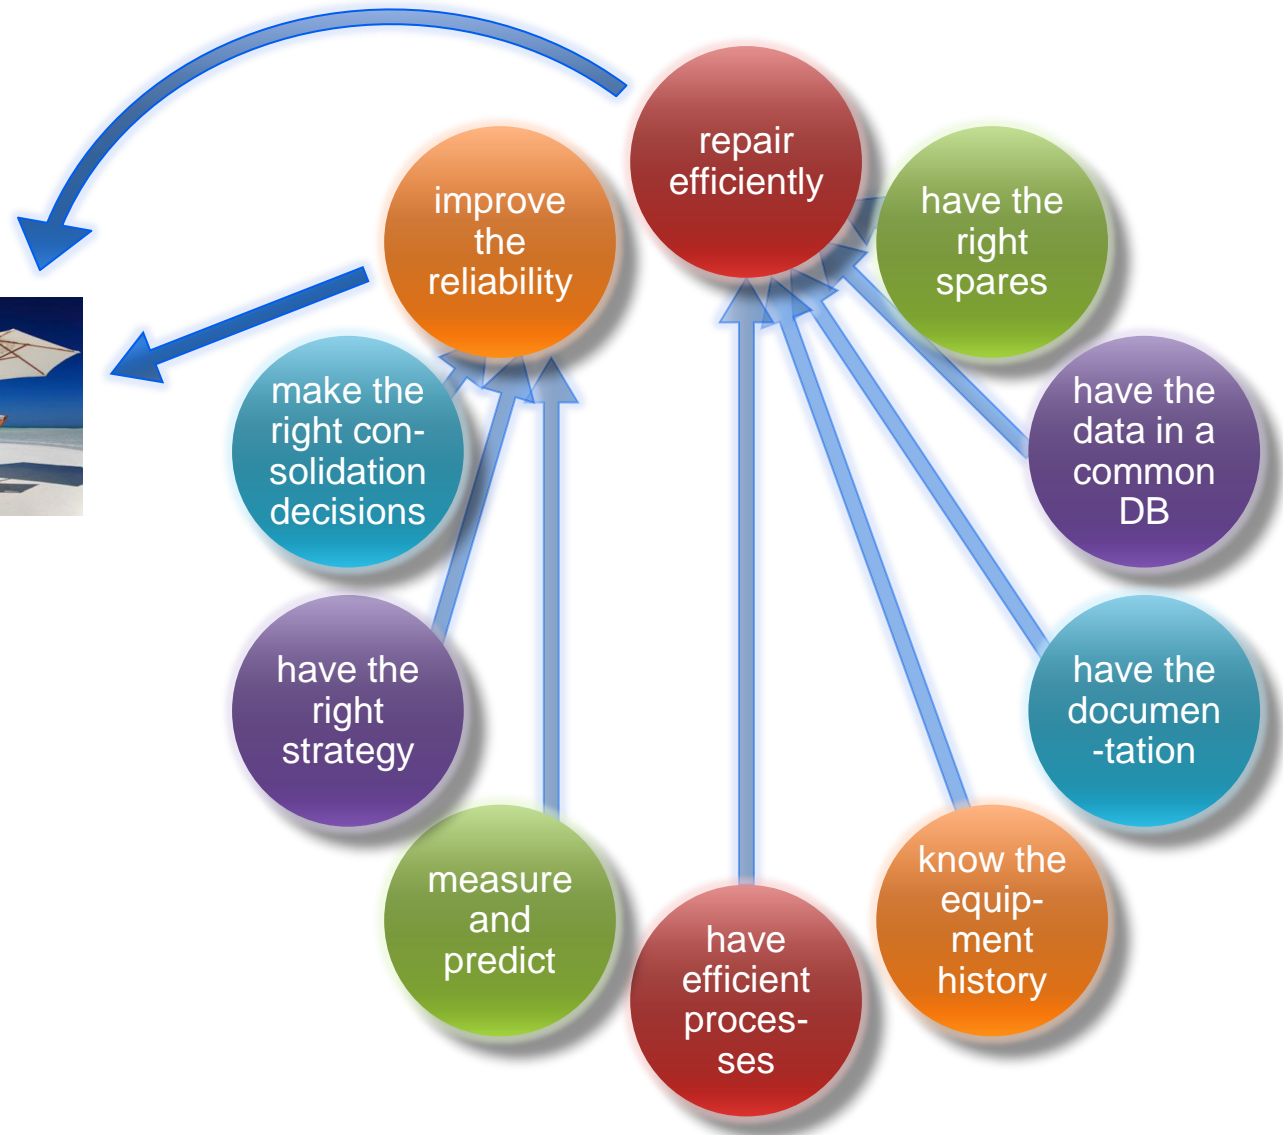 repair
efficiently
have the
right
spares
have the
data in a
common
DB
have the
documen
-tation
know the
equip-
ment
history
have
efficient
proces-
ses
measure
and
predict
have the
right
strategy
make the
right con-
solidation
decisions
improve
the
reliability